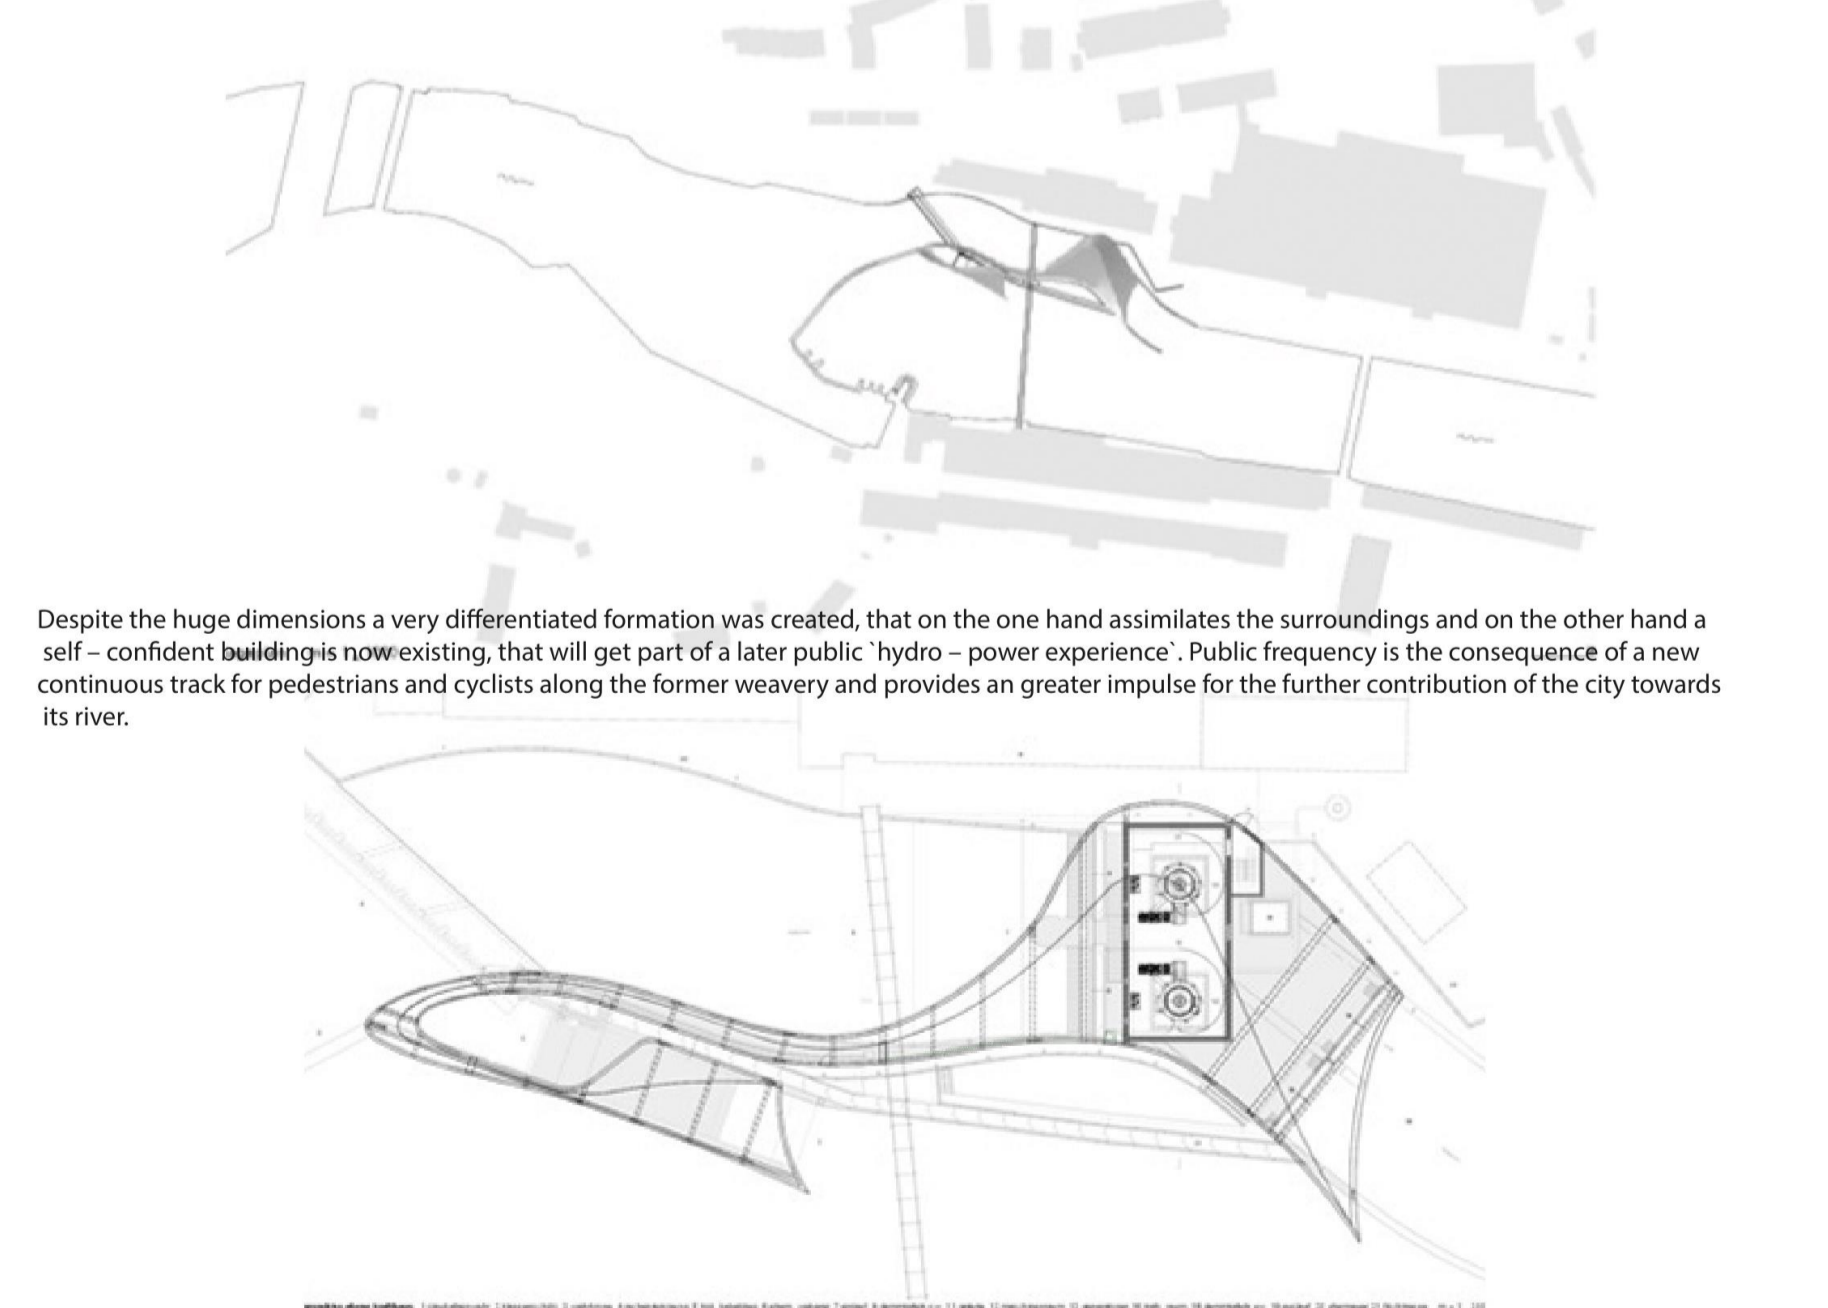 Despite the huge dimensions a very differentiated formation was created, that on the one hand assimilates the surroundings and on the other hand a
self – confident building is now existing, that will get part of a later public `hydro – power experience`. Public frequency is the consequence of a new
continuous track for pedestrians and cyclists along the former weavery and provides an greater impulse for the further contribution of the city towards
its river.